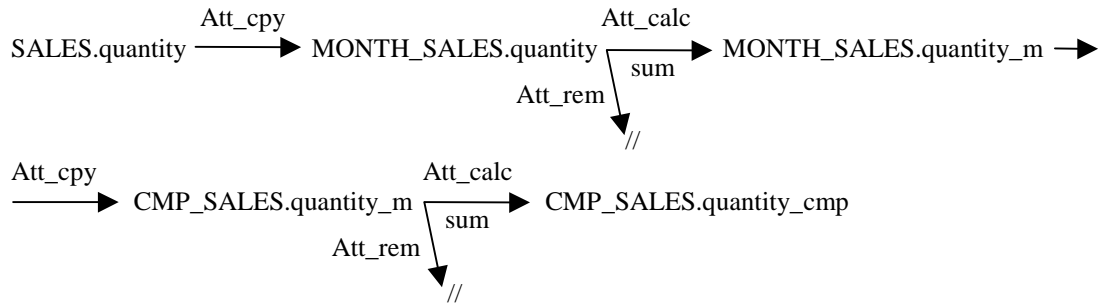 Att_cpy Att_calc
SALES.quantity MONTH_SALES.quantity MONTH_SALES.quantity_m
sum
Att_rem
//
Att_cpy Att_calc
CMP_SALES.quantity_m CMP_SALES.quantity_cmp
sum
Att_rem
//